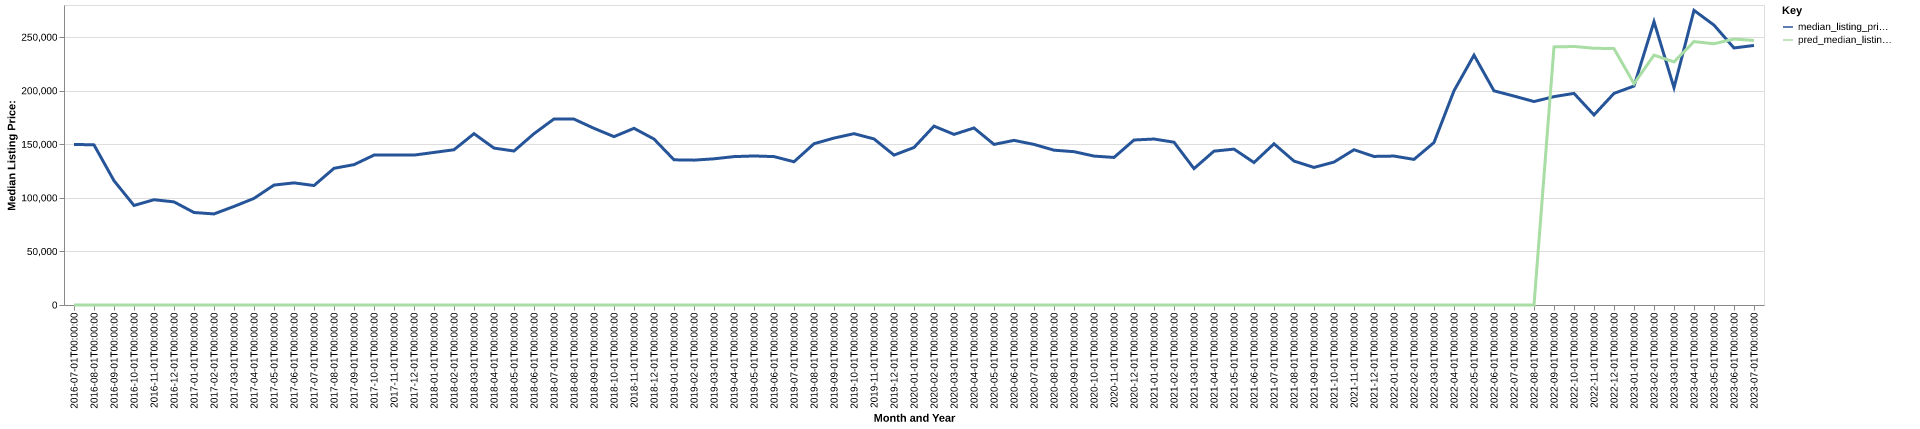 Key
median_listing_pri…
pred_median_listin…
Median Listing Price:
250,000
200,000
150,000
100,000
50,000
0
2016-07-01T00:00:00
2016-08-01T00:00:00
2016-09-01T00:00:00
2016-10-01T00:00:00
2016-11-01T00:00:00
2016-12-01T00:00:00
2017-01-01T00:00:00
2017-02-01T00:00:00
2017-03-01T00:00:00
2017-04-01T00:00:00
2017-05-01T00:00:00
2017-06-01T00:00:00
2017-07-01T00:00:00
2017-08-01T00:00:00
2017-09-01T00:00:00
2017-10-01T00:00:00
2017-11-01T00:00:00
2017-12-01T00:00:00
2018-01-01T00:00:00
2018-02-01T00:00:00
2018-03-01T00:00:00
2018-04-01T00:00:00
2018-05-01T00:00:00
2018-06-01T00:00:00
2018-07-01T00:00:00
2018-08-01T00:00:00
2018-09-01T00:00:00
2018-10-01T00:00:00
2018-11-01T00:00:00
2018-12-01T00:00:00
2019-01-01T00:00:00
2019-02-01T00:00:00
2019-03-01T00:00:00
2019-04-01T00:00:00
2019-05-01T00:00:00
2019-06-01T00:00:00
2019-07-01T00:00:00
2019-08-01T00:00:00
2019-09-01T00:00:00
2019-10-01T00:00:00
2019-11-01T00:00:00
2019-12-01T00:00:00
2020-01-01T00:00:00
2020-02-01T00:00:00
2020-03-01T00:00:00
2020-04-01T00:00:00
2020-05-01T00:00:00
2020-06-01T00:00:00
2020-07-01T00:00:00
2020-08-01T00:00:00
2020-09-01T00:00:00
2020-10-01T00:00:00
2020-11-01T00:00:00
2020-12-01T00:00:00
2021-01-01T00:00:00
2021-02-01T00:00:00
2021-03-01T00:00:00
2021-04-01T00:00:00
2021-05-01T00:00:00
2021-06-01T00:00:00
2021-07-01T00:00:00
2021-08-01T00:00:00
2021-09-01T00:00:00
2021-10-01T00:00:00
2021-11-01T00:00:00
2021-12-01T00:00:00
2022-01-01T00:00:00
2022-02-01T00:00:00
2022-03-01T00:00:00
2022-04-01T00:00:00
2022-05-01T00:00:00
2022-06-01T00:00:00
2022-07-01T00:00:00
2022-08-01T00:00:00
2022-09-01T00:00:00
2022-10-01T00:00:00
2022-11-01T00:00:00
2022-12-01T00:00:00
2023-01-01T00:00:00
2023-02-01T00:00:00
2023-03-01T00:00:00
2023-04-01T00:00:00
2023-05-01T00:00:00
2023-06-01T00:00:00
2023-07-01T00:00:00
Month and Year